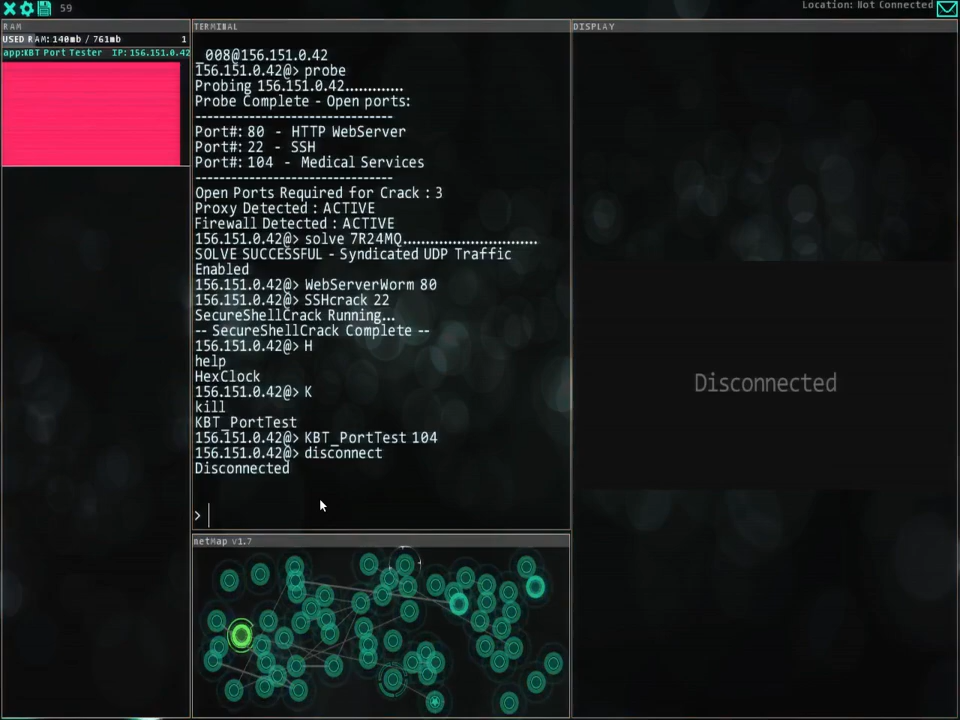 59
Location: Not Connected
RAM
USED RAM: 140mb / 761mb 1
app:KBT Port Tester IP: 156.151.0.42
TERMINAL
_008@156.151.0.42
156.151.0.42@> probe
Probing 156.151.0.42.............
Probe Complete - Open ports:
---------------------------------
Port#: 80 - HTTP WebServer
Port#: 22 - SSH
Port#: 104 - Medical Services
---------------------------------
Open Ports Required for Crack : 3
Proxy Detected : ACTIVE
Firewall Detected : ACTIVE
156.151.0.42@> solve 7R24MQ..............................
SOLVE SUCCESSFUL - Syndicated UDP Traffic
Enabled
156.151.0.42@> WebServerWorm 80
156.151.0.42@> SSHcrack 22
SecureShellCrack Running...
-- SecureShellCrack Complete --
156.151.0.42@> H
help
HexClock
156.151.0.42@> K
kill
KBT_PortTest
156.151.0.42@> KBT_PortTest 104
156.151.0.42@> disconnect
Disconnected
>
netMap v1.7
DISPLAY
Disconnected